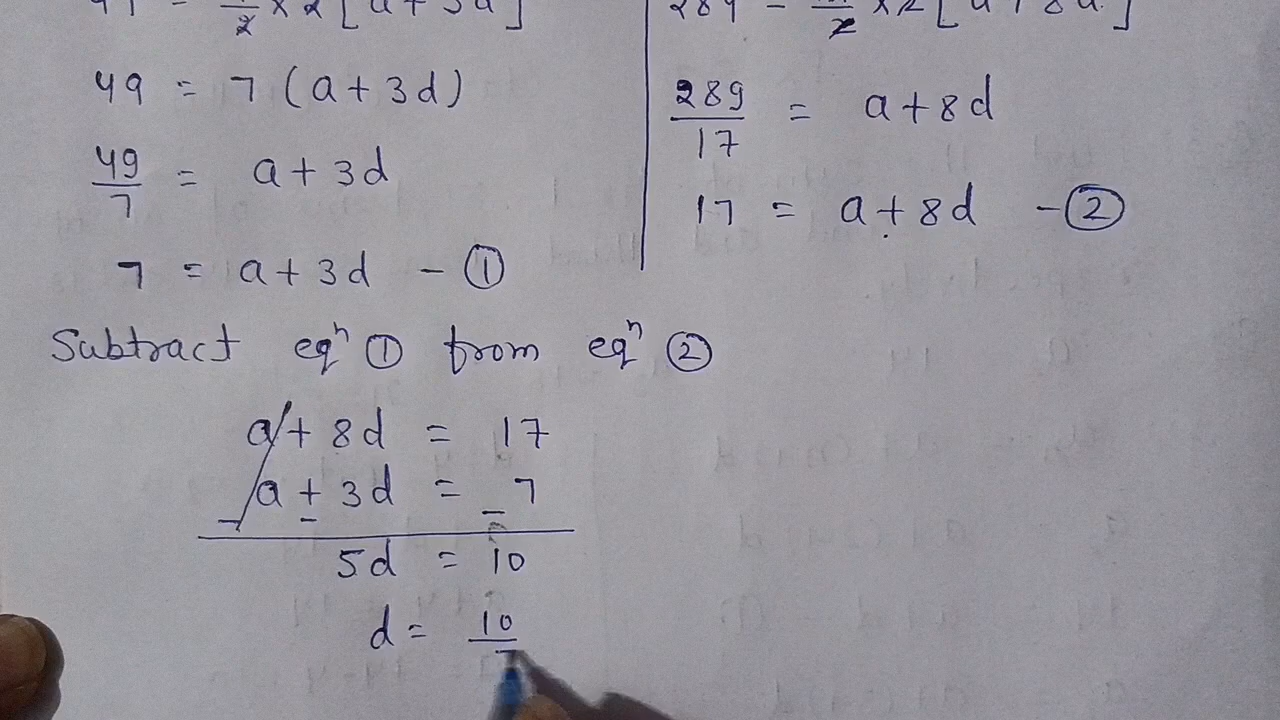 49 = 7 (a + 3d)
49/7 = a + 3d
7 = a + 3d - ①
289/17 = a + 8d
17 = a + 8d - ②
Subtract eqⁿ ① from eqⁿ ②
a + 8d = 17
a + 3d = 7
- - -
5d = 10
d = 10/